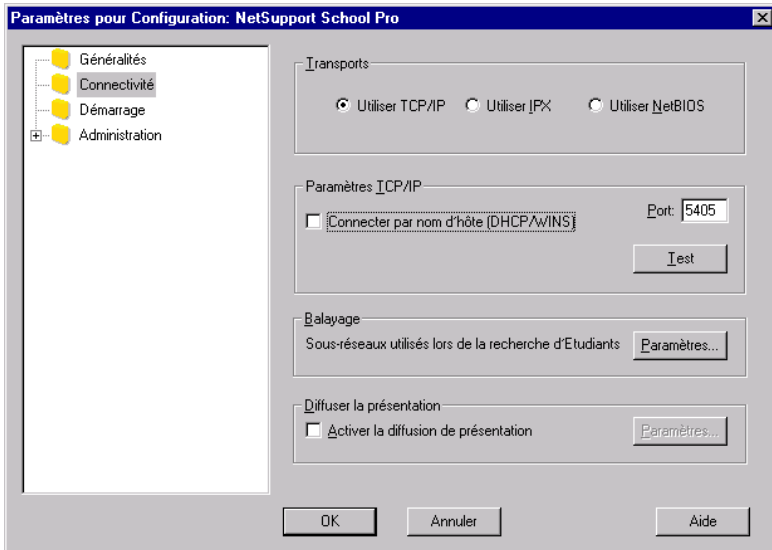 Paramètres pour Configuration: NetSupport School Pro
Généralités
Connectivité
Démarrage
Administration
Transports
Utiliser TCP/IP
Utiliser IPX
Utiliser NetBIOS
Paramètres TCP/IP
Connecter par nom d'hôte (DHCP/WINS)
Port: 5405
Test
Balayage
Sous-réseaux utilisés lors de la recherche d'Etudiants
Paramètres...
Diffuser la présentation
Activer la diffusion de présentation
Paramètres...
OK
Annuler
Aide